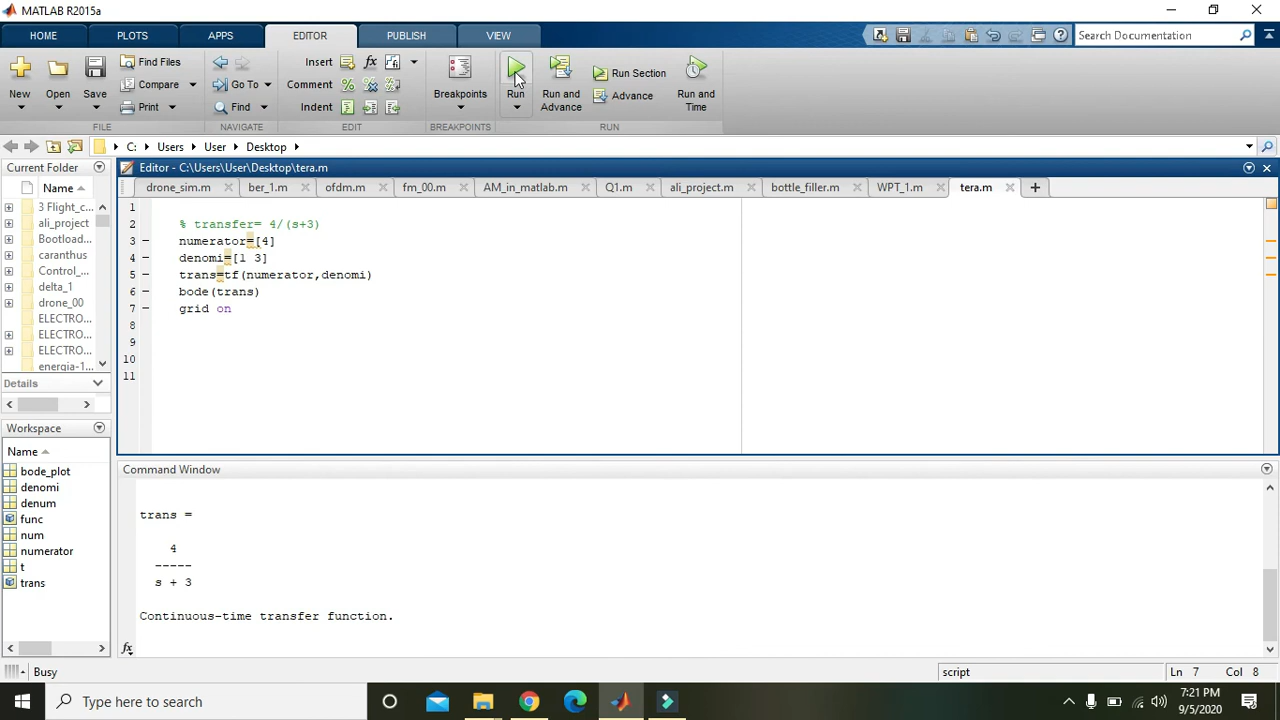 MATLAB R2015a
HOME
PLOTS
APPS
EDITOR
PUBLISH
VIEW
Search Documentation
New
Open
Save
Find Files
Compare
Print
FILE
Go To
Find
NAVIGATE
Insert
Comment
Indent
EDIT
Breakpoints
BREAKPOINTS
Run
Run and Advance
Run Section
Advance
Run and Time
RUN
C: Users User Desktop
Current Folder
Name
3 Flight_c...
ali_project
Bootload...
caranthus
Control_...
delta_1
drone_00
ELECTRO...
ELECTRO...
ELECTRO...
energia-1...
Details
Workspace
Name
bode_plot
denomi
denum
func
num
numerator
t
trans
Editor - C:\Users\User\Desktop\tera.m
drone_sim.m
ber_1.m
ofdm.m
fm_00.m
AM_in_matlab.m
Q1.m
ali_project.m
bottle_filler.m
WPT_1.m
tera.m
1
2 % transfer= 4/(s+3)
3 numerator=[4]
4 denomi=[1 3]
5 trans=tf(numerator,denomi)
6 bode(trans)
7 grid on
8
9
10
11
Command Window
trans =
4
-----
s + 3
Continuous-time transfer function.
fx
Busy
script
Ln 7 Col 8
Type here to search
7:21 PM
9/5/2020